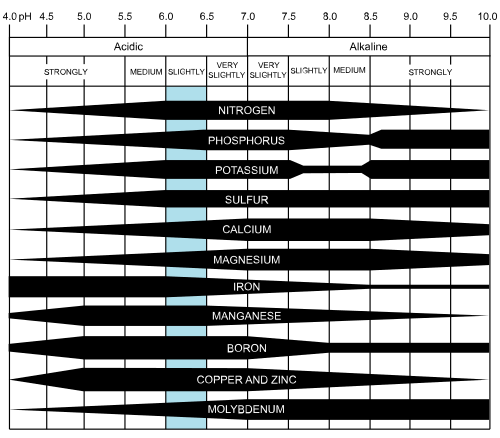 4.0 pH 4.5 5.0 5.5 6.0 6.5 7.0 7.5 8.0 8.5 9.0 9.5 10.0
Acidic Alkaline
STRONGLY MEDIUM SLIGHTLY VERY SLIGHTLY VERY SLIGHTLY SLIGHTLY MEDIUM STRONGLY
NITROGEN
PHOSPHORUS
POTASSIUM
SULFUR
CALCIUM
MAGNESIUM
IRON
MANGANESE
BORON
COPPER AND ZINC
MOLYBDENUM